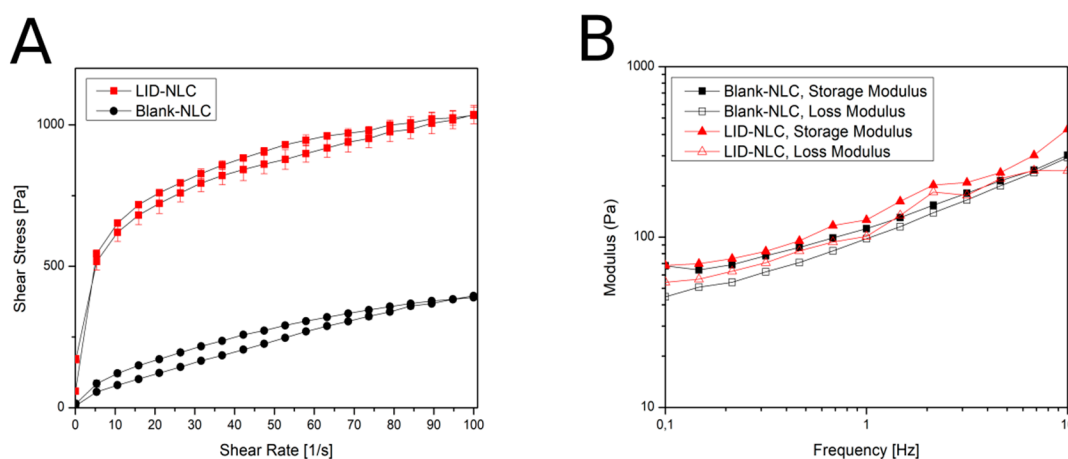 A
LID-NLC
Blank-NLC
Shear Stress [Pa]
1000
500
0
0 10 20 30 40 50 60 70 80 90 100
Shear Rate [1/s]
B
Blank-NLC, Storage Modulus
Blank-NLC, Loss Modulus
LID-NLC, Storage Modulus
LID-NLC, Loss Modulus
Modulus (Pa)
1000
100
10
0,1 1 10
Frequency [Hz]